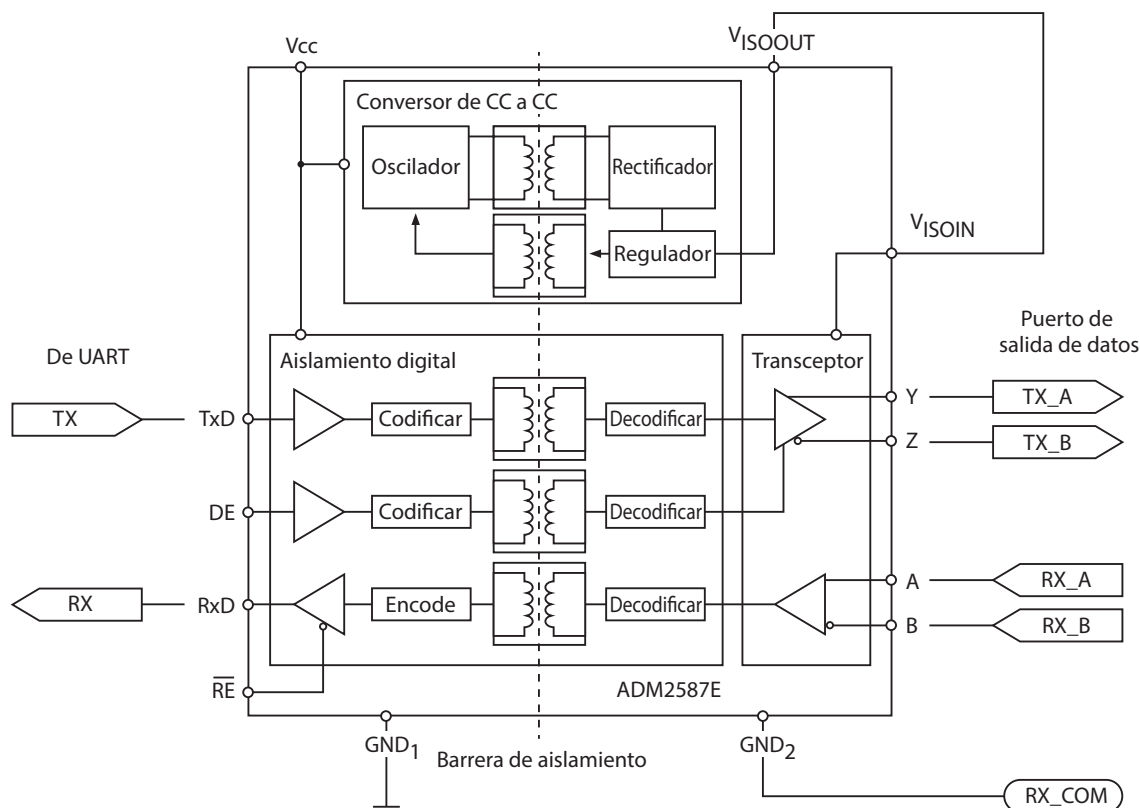 Vcc
VISOOUT
Conversor de CC a CC
Oscilador
Rectificador
Regulador
VISOIN
De UART
Aislamiento digital
Transceptor
Puerto de
salida de datos
TX
TxD
Codificar
Decodificar
Y
TX_A
Z
TX_B
DE
Codificar
Decodificar
RX
RxD
Encode
Decodificar
A
RX_A
B
RX_B
RE
ADM2587E
GND1
Barrera de aislamiento
GND2
RX_COM